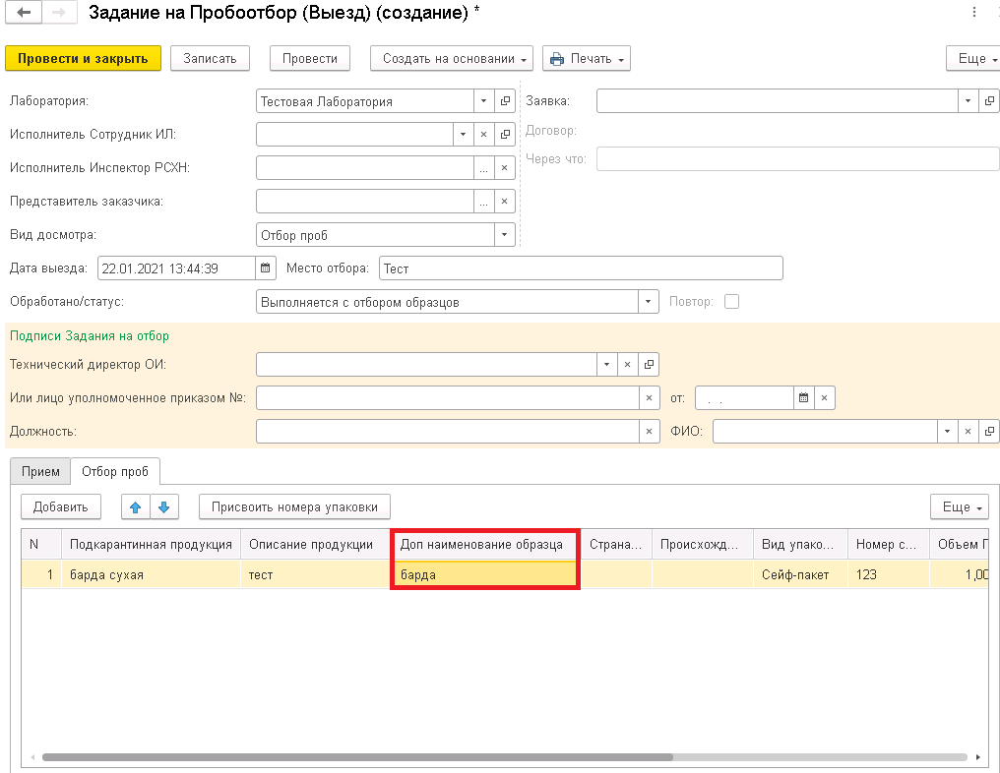 Задание на Пробоотбор (Выезд) (создание) *
Провести и закрыть Записать Провести Создать на основании Печать Еще
Лаборатория: Тестовая Лаборатория Заявка:
Исполнитель Сотрудник ИЛ: Договор:
Исполнитель Инспектор РСХН: ... Через что:
Представитель заказчика: ...
Вид досмотра: Отбор проб
Дата выезда: 22.01.2021 13:44:39 Место отбора: Тест
Обработано/статус: Выполняется с отбором образцов Повтор:
Подписи Задания на отбор
Технический директор ОИ:
Или лицо уполномоченное приказом №: от: . .
Должность: ФИО:
Прием Отбор проб
Добавить Присвоить номера упаковки Еще
N Подкарантинная продукция Описание продукции Доп наименование образца Страна... Происхожд... Вид упако... Номер с... Объем П
1 барда сухая тест барда Сейф-пакет 123 1,00